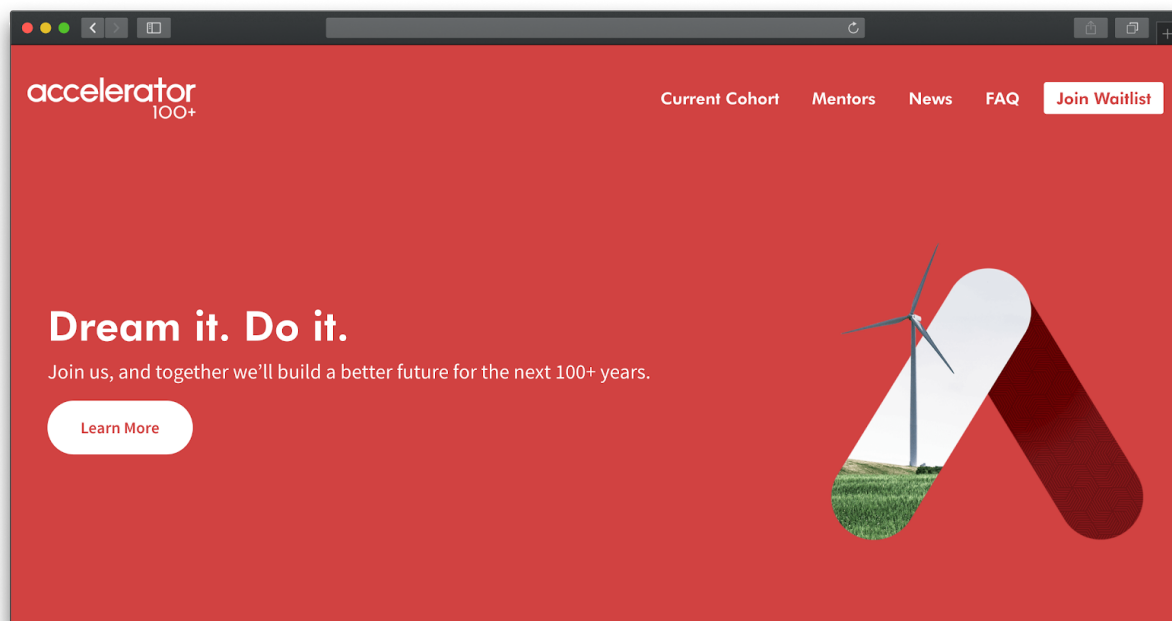 accelerator
100+
Current Cohort Mentors News FAQ Join Waitlist
Dream it. Do it.
Join us, and together we’ll build a better future for the next 100+ years.
Learn More